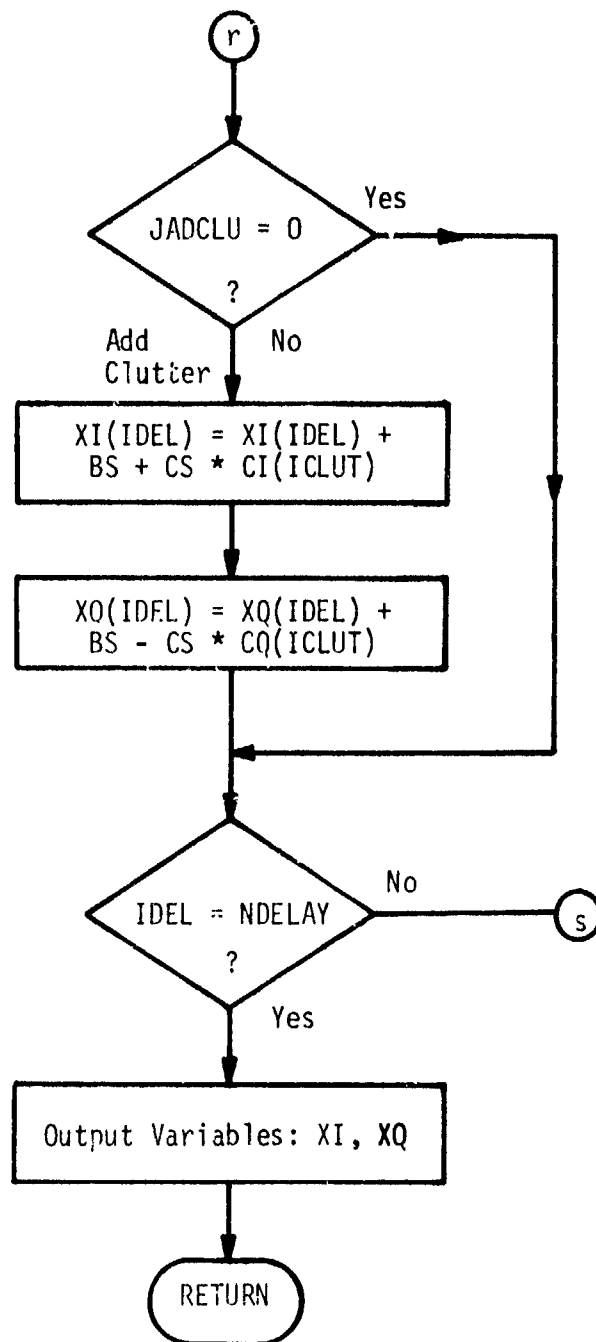 r
JADCLU = 0
?
Yes
Add
Clutter
No
XI(IDEL) = XI(IDEL) +
BS + CS * CI(ICLUT)
XQ(IDEL) = XQ(IDEL) +
BS - CS * CQ(ICLUT)
IDEL = NDELAY
?
No
s
Yes
Output Variables: XI, XQ
RETURN